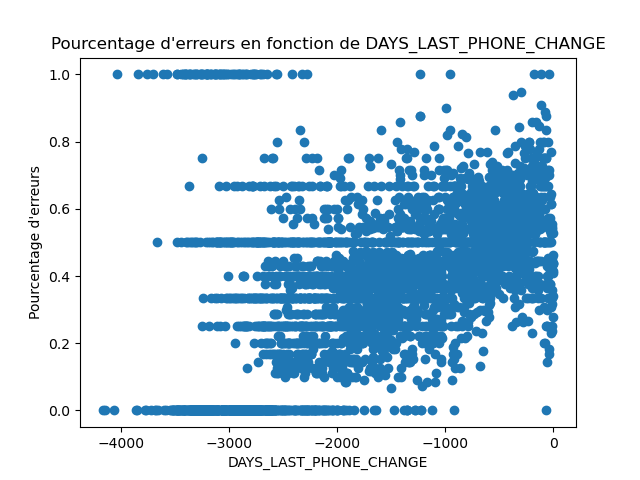 Pourcentage d'erreurs en fonction de DAYS_LAST_PHONE_CHANGE
1.0
0.8
0.6
0.4
0.2
0.0
Pourcentage d'erreurs
−4000 −3000 −2000 −1000 0
DAYS_LAST_PHONE_CHANGE